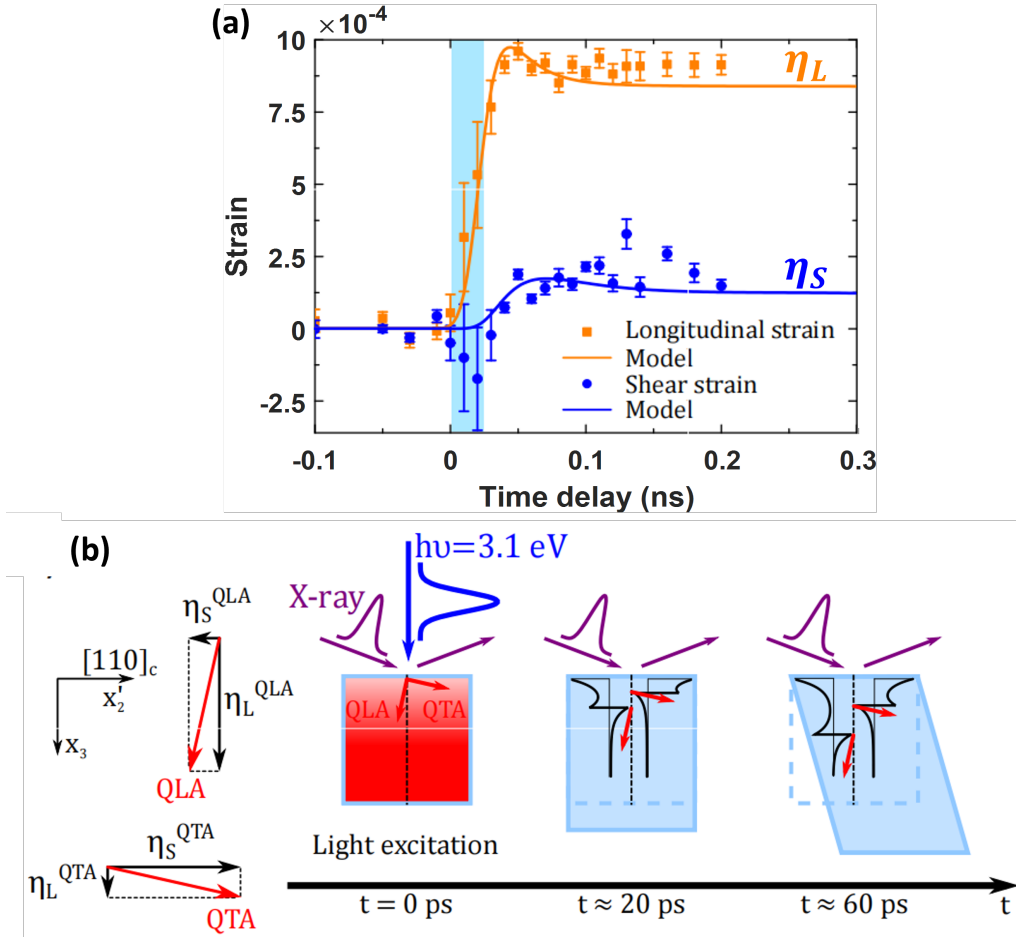 (a)
×10⁻⁴
10
7.5
5
2.5
0
-2.5
Strain
η_L
η_S
Longitudinal strain
Model
Shear strain
Model
-0.1
0
0.1
0.2
0.3
Time delay (ns)
(b)
hυ=3.1 eV
X-ray
η_S^QLA
[110]_c
x'_2
x_3
η_L^QLA
QLA
QLA
QTA
η_S^QTA
η_L^QTA
QTA
Light excitation
t = 0 ps
t ≈ 20 ps
t ≈ 60 ps
t